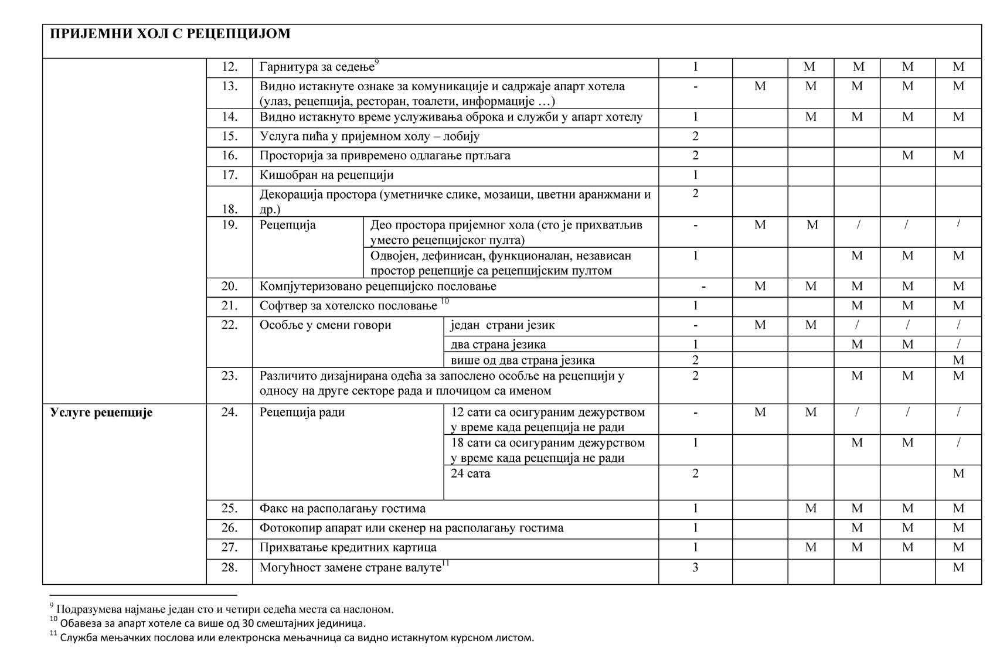 ПРИЈЕМНИ ХОЛ С РЕЦЕПЦИЈОМ
12. Гарнитура за седење9 1 М М М М
13. Видно истакнуте ознаке за комуникације и садржаје апарт хотела - М М М М М
(улаз, рецепција, ресторан, тоалети, информације …)
14. Видно истакнуто време услуживања оброка и служби у апарт хотелу 1 М М М М
15. Услуга пића у пријемном холу – лобију 2
16. Просторија за привремено одлагање пртљага 2 М М
17. Кишобран на рецепцији 1
Декорација простора (уметничке слике, мозаици, цветни аранжмани и 2
18. др.)
19. Рецепција Део простора пријемног хола (сто је прихватљив - М М / / /
уместо рецепцијског пулта)
Одвојен, дефинисан, функционалан, независан 1 М М М
простор рецепције са рецепцијским пултом
20. Компјутеризовано рецепцијско пословање - М М М М М
21. Софтвер за хотелско пословање 10 1 М М М
22. Особље у смени говори један страни језик - М М / / /
два страна језика 1 М М /
више од два страна језика 2 М
23. Различито дизајнирана одећа за запослено особље на рецепцији у 2 М М М
односу на друге секторе рада и плочицом са именом
Услуге рецепције 24. Рецепција ради 12 сати са осигураним дежурством - М М / / /
у време када рецепција не ради
18 сати са осигураним дежурством 1 М М /
у време када рецепција не ради
24 сата 2 М
25. Факс на располагању гостима 1 М М М М
26. Фотокопир апарат или скенер на располагању гостима 1 М М М
27. Прихватање кредитних картица 1 М М М М
28. Могућност замене стране валуте11 3 М
9 Подразумева најмање један сто и четири седећа места са наслоном.
10 Обавеза за апарт хотеле са више од 30 смештајних јединица.
11 Служба мењачких послова или електронска мењачница са видно истакнутом курсном листом.